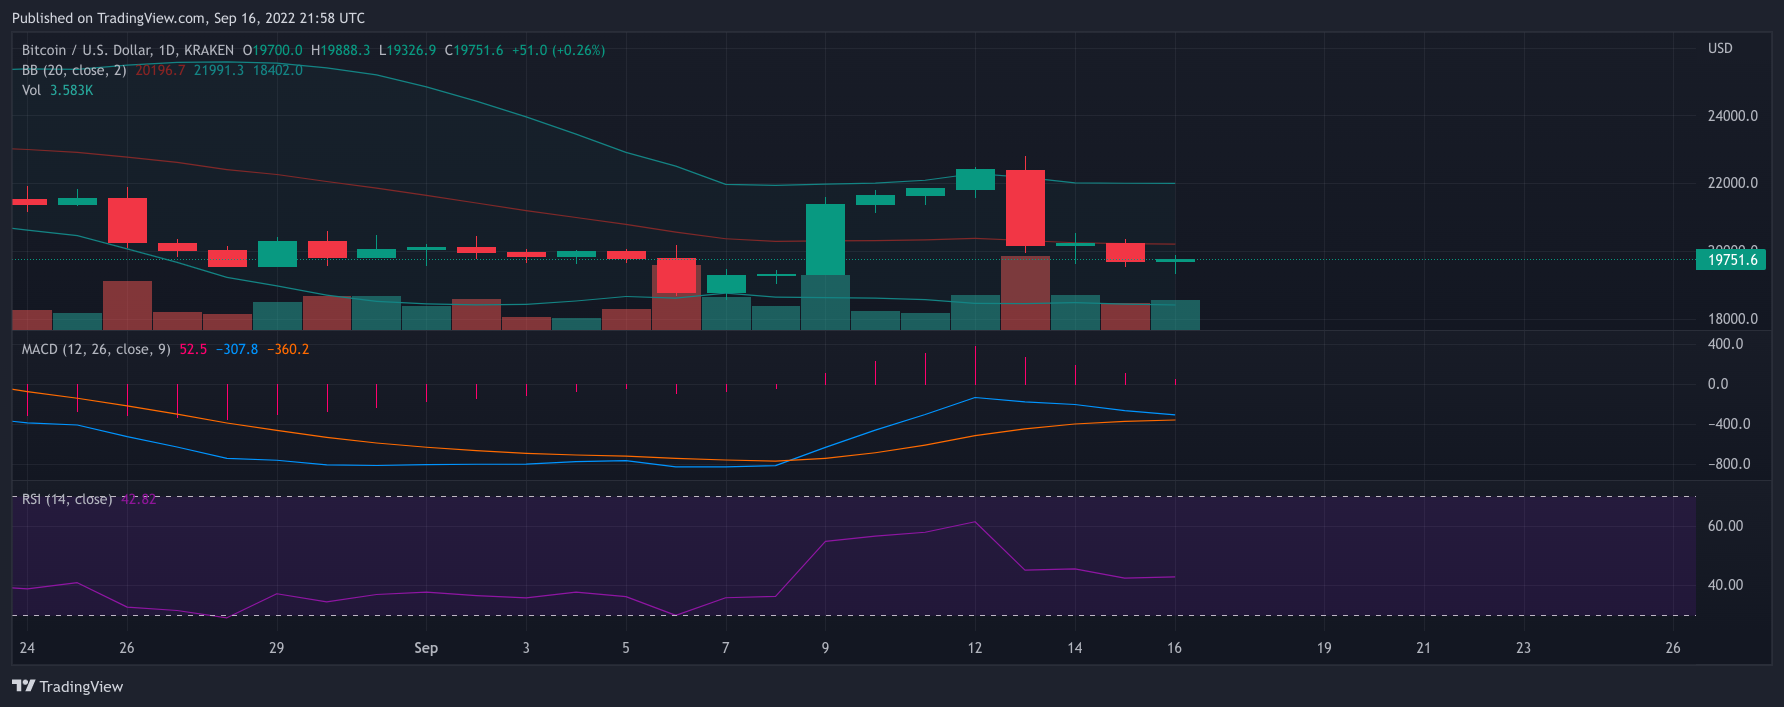 Published on TradingView.com, Sep 16, 2022 21:58 UTC
Bitcoin / U.S. Dollar, 1D, KRAKEN O19700.0 H19888.3 L19326.9 C19751.6 +51.0 (+0.26%)
BB (20, close, 2) 20196.7 21991.3 18402.0
Vol 3.583K
USD
24000.0
22000.0
20000.0
19751.6
18000.0
MACD (12, 26, close, 9) 52.5 −307.8 −360.2
400.0
0.0
−400.0
−800.0
RSI (14, close) 42.82
60.00
40.00
24 26 29 Sep 3 5 7 9 12 14 16 19 21 23 26
TradingView